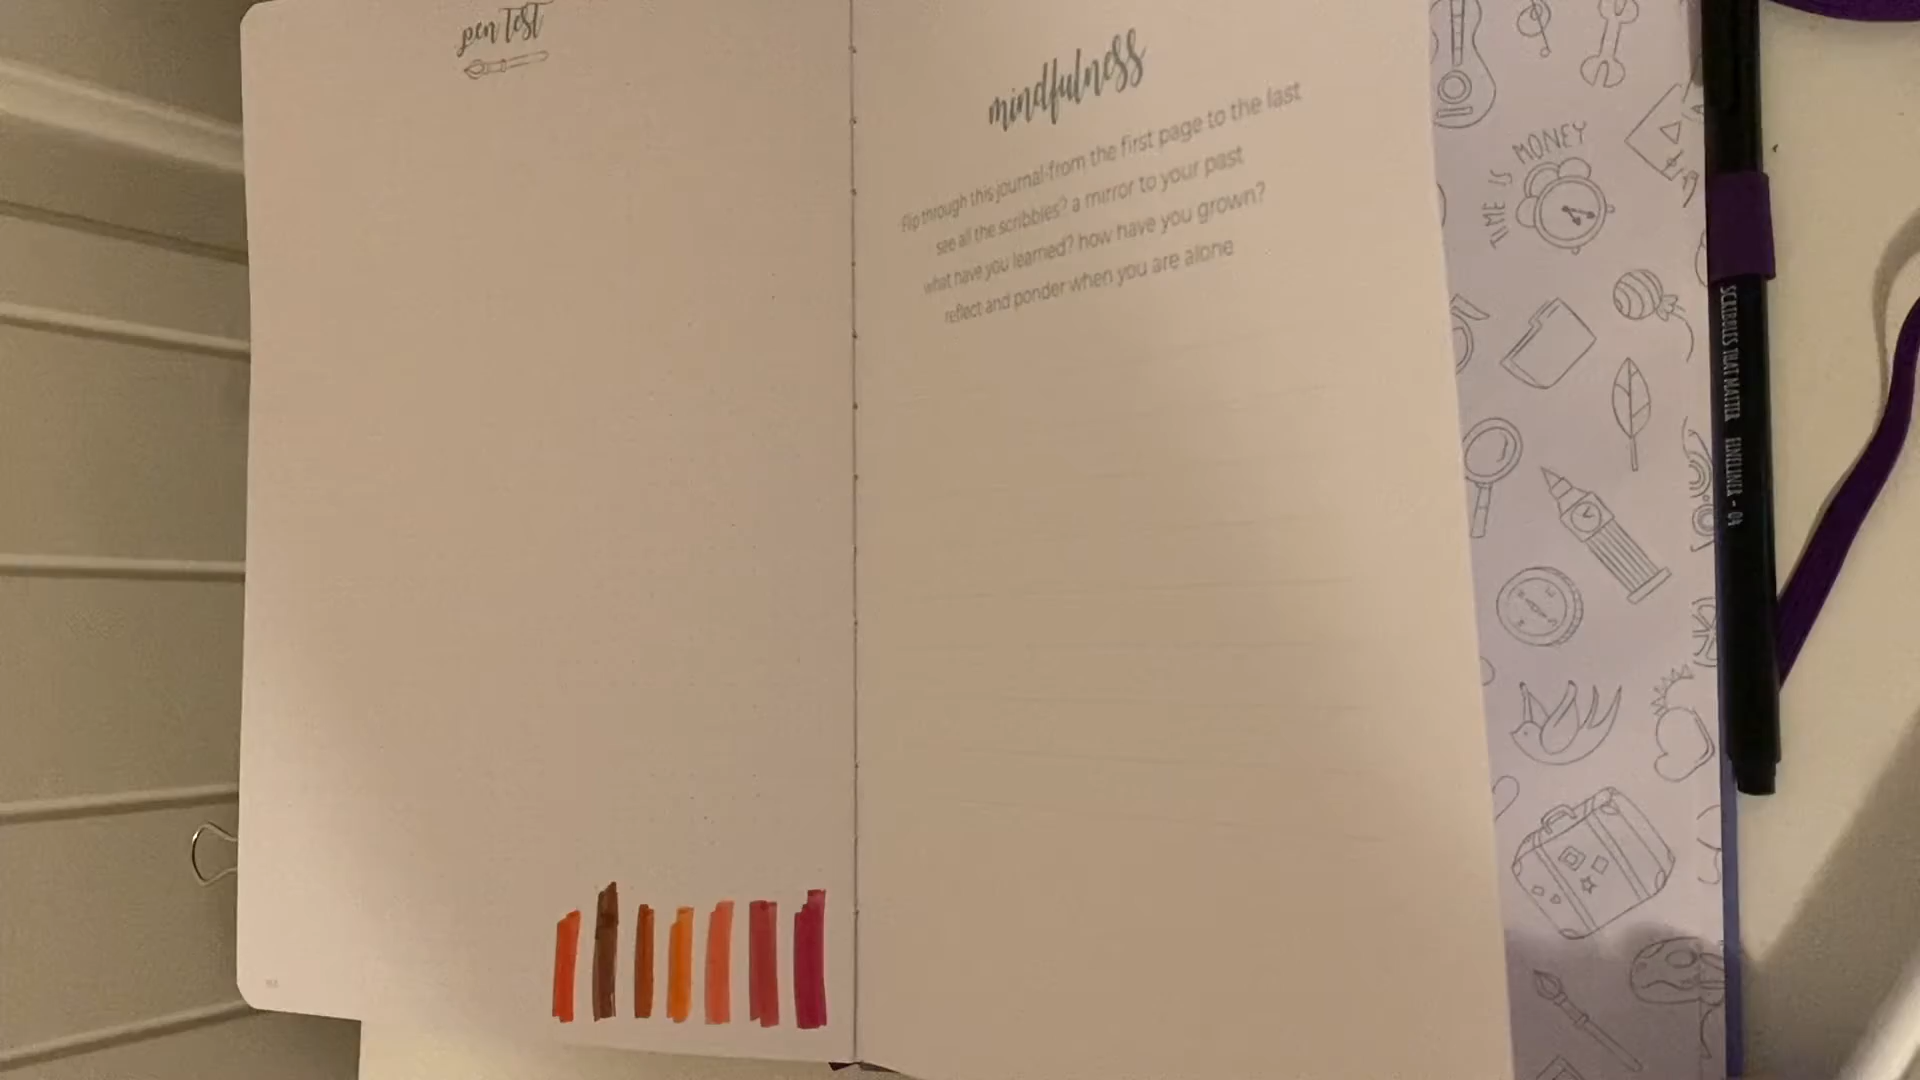 pen test
mindfulness
Flip through this journal-from the first page to the last
see all the scribbles? a mirror to your past
what have you learned? how have you grown?
reflect and ponder when you are alone
TIME IS MONEY
SCRIBBLES THAT MATTER FINELINER - 04